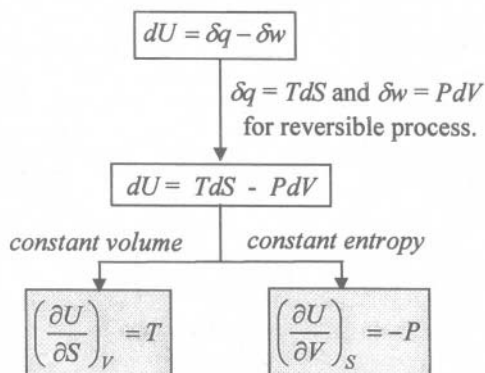 dU = δq − δw
δq = TdS and δw = PdV
for reversible process.
dU = TdS - PdV
constant volume constant entropy
(∂U/∂S)_V = T (∂U/∂V)_S = −P